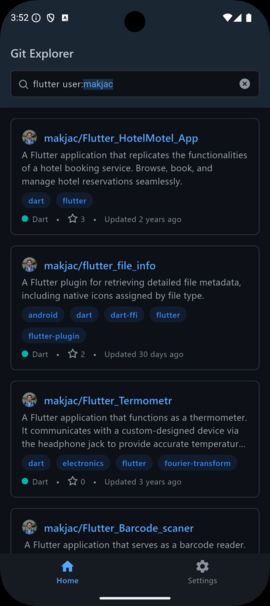 3:52
Git Explorer
flutter user:makjac
makjac/Flutter_HotelMotel_App
A Flutter application that replicates the functionalities
of a hotel booking service. Browse, book, and
manage hotel reservations seamlessly.
dart flutter
Dart • 3 • Updated 2 years ago
makjac/flutter_file_info
A Flutter plugin for retrieving detailed file metadata,
including native icons assigned by file type.
android dart dart-ffi flutter
flutter-plugin
Dart • 2 • Updated 30 days ago
makjac/Flutter_Termometr
A Flutter application that functions as a thermometer.
It communicates with a custom-designed device via
the headphone jack to provide accurate temperatur...
dart electronics flutter fourier-transform
Dart • 0 • Updated 3 years ago
makjac/Flutter_Barcode_scaner
A Flutter application that serves as a barcode reader.
Home Settings